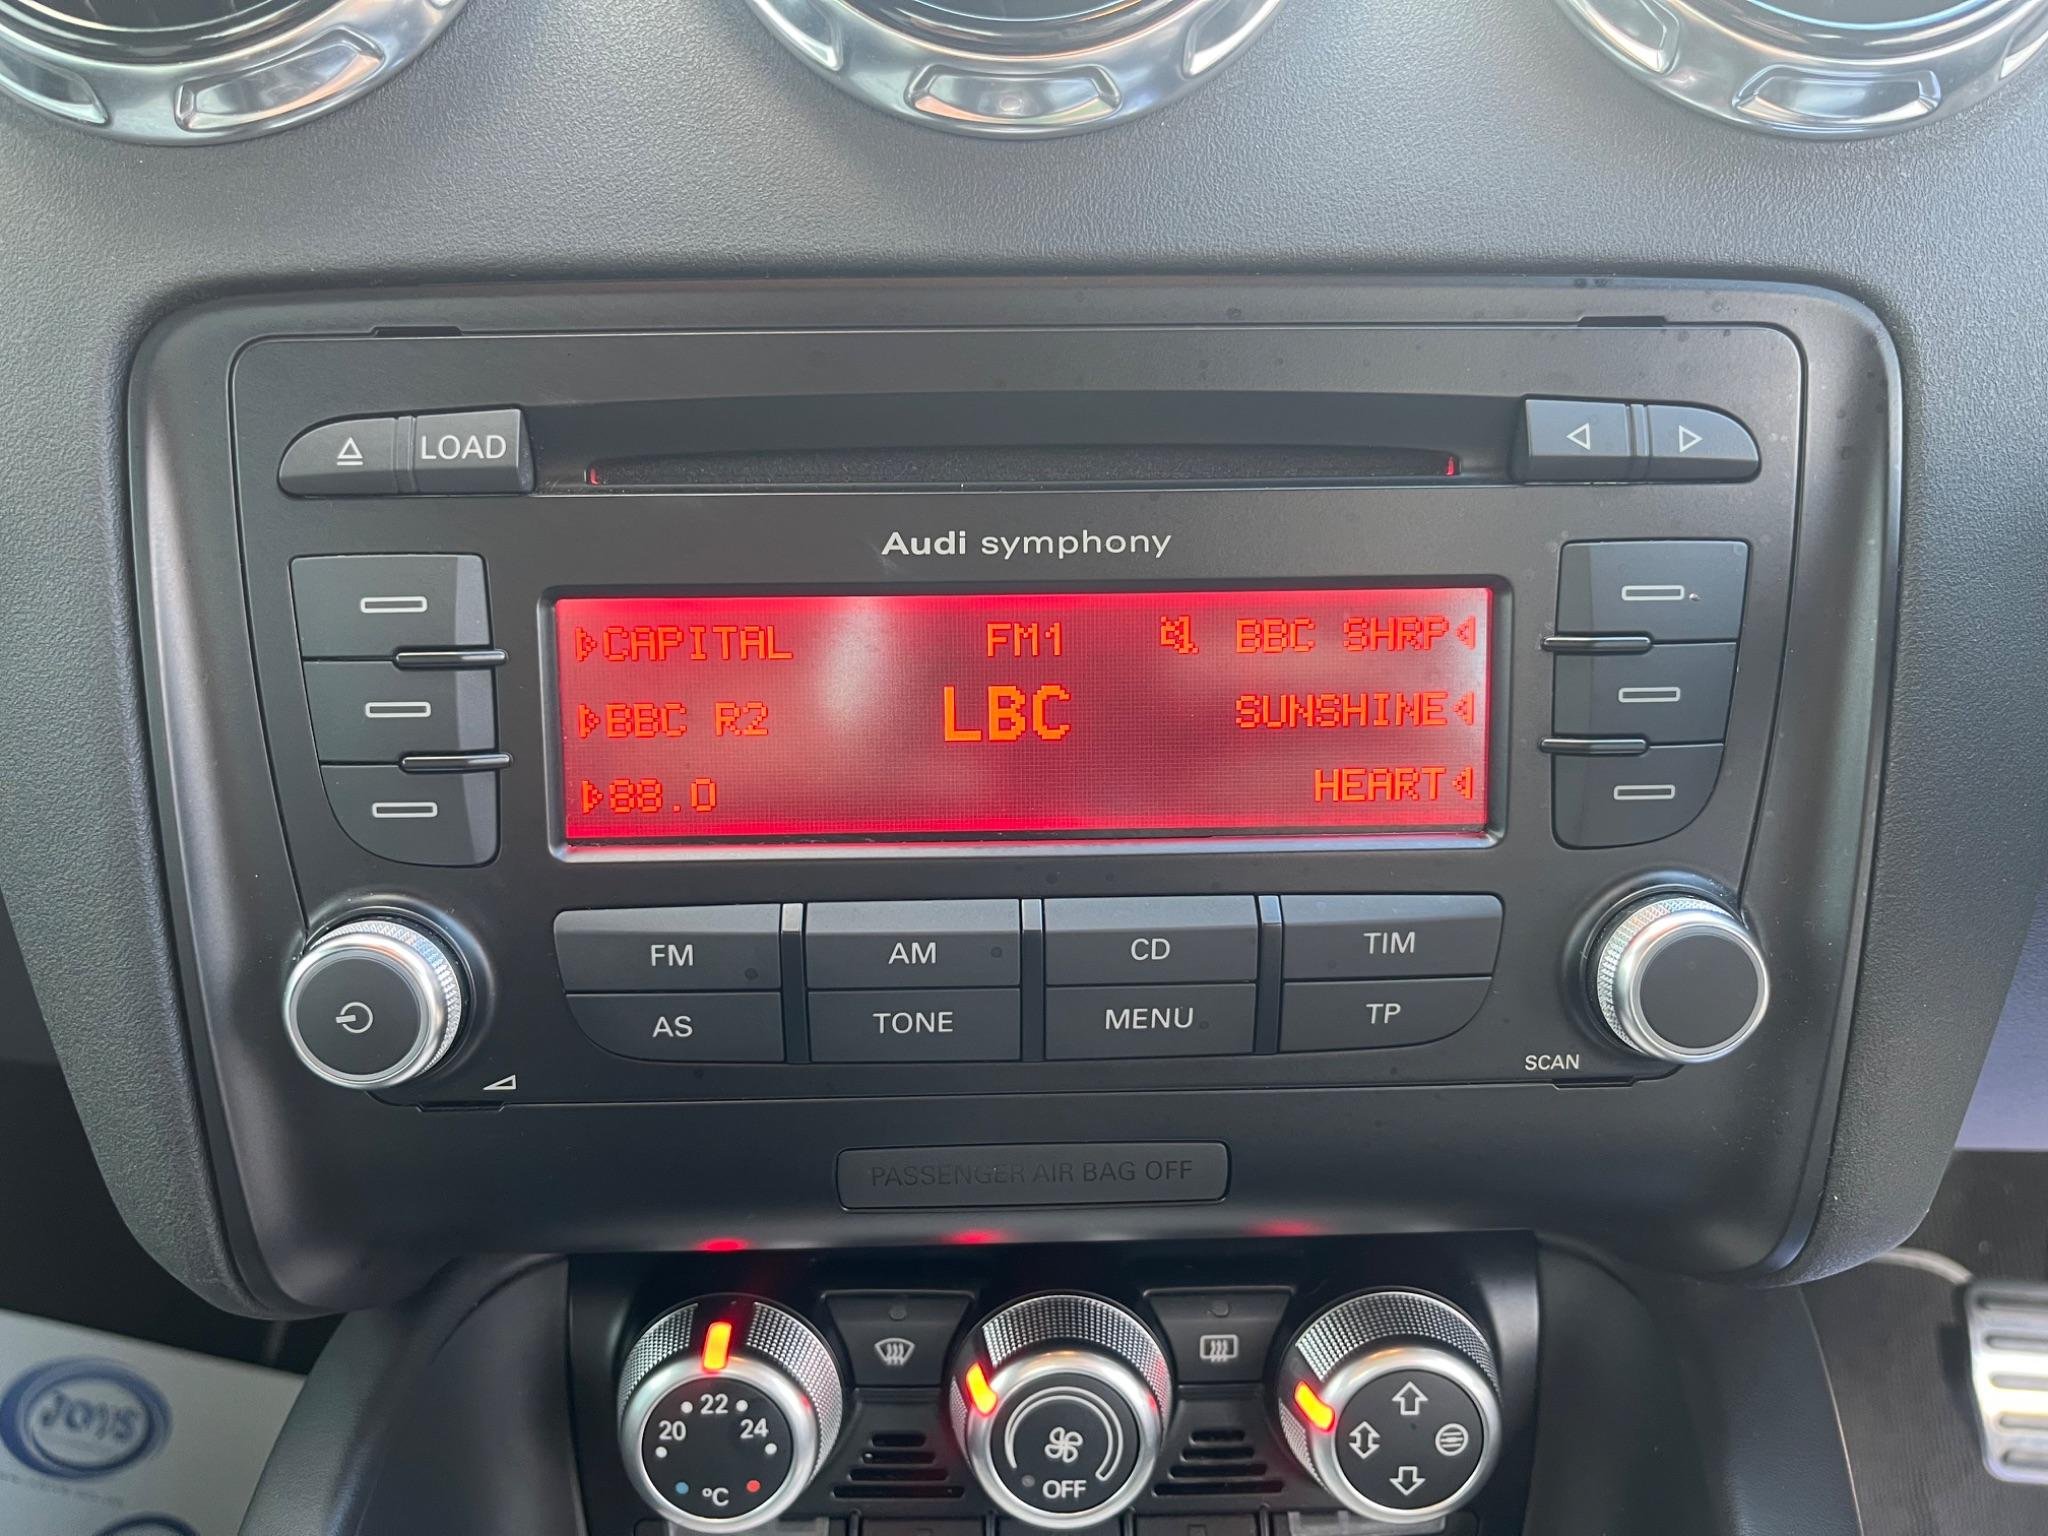 LOAD
Audi symphony
CAPITAL FM1 BBC SHRP
BBC R2 LBC SUNSHINE
88.0 HEART
FM AM CD TIM
AS TONE MENU TP
SCAN
PASSENGER AIR BAG OFF
20 22 24
°C
OFF